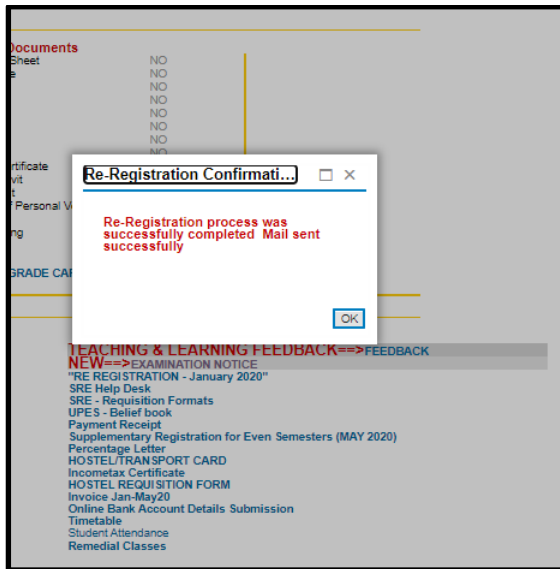 Documents
Sheet NO
e NO
NO
NO
NO
NO
NO
NO
rtificate
vit
t
f Personal V
ng
GRADE CAR
Re-Registration Confirmati...
Re-Registration process was
successfully completed Mail sent
successfully
OK
TEACHING & LEARNING FEEDBACK==>FEEDBACK
NEW==>EXAMINATION NOTICE
"RE REGISTRATION - January 2020"
SRE Help Desk
SRE - Requisition Formats
UPES - Belief book
Payment Receipt
Supplementary Registration for Even Semesters (MAY 2020)
Percentage Letter
HOSTEL/TRANSPORT CARD
Incometax Certificate
HOSTEL REQUISITION FORM
Invoice Jan-May20
Online Bank Account Details Submission
Timetable
Student Attendance
Remedial Classes